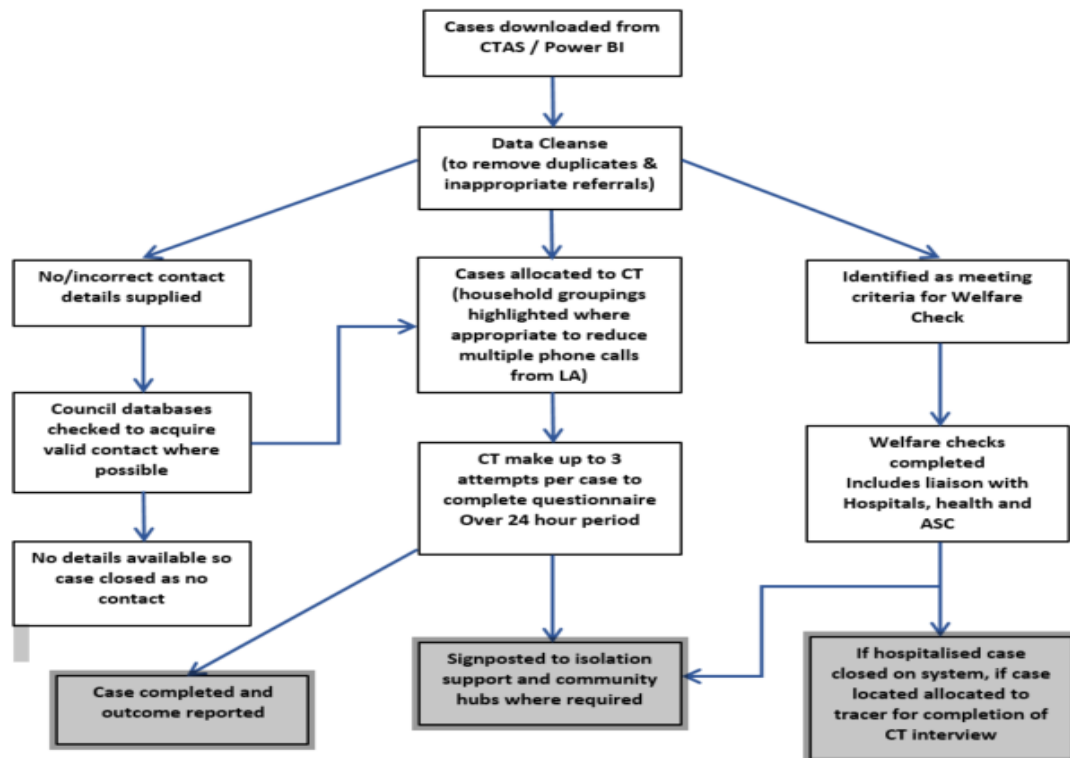 Cases downloaded from
CTAS / Power BI
Data Cleanse
(to remove duplicates &
inappropriate referrals)
No/incorrect contact
details supplied
Cases allocated to CT
(household groupings
highlighted where
appropriate to reduce
multiple phone calls
from LA)
Identified as meeting
criteria for Welfare
Check
Council databases
checked to acquire
valid contact where
possible
CT make up to 3
attempts per case to
complete questionnaire
Over 24 hour period
Welfare checks
completed
Includes liaison with
Hospitals, health and
ASC
No details available so
case closed as no
contact
Case completed and
outcome reported
Signposted to isolation
support and community
hubs where required
If hospitalised case
closed on system, if case
located allocated to
tracer for completion of
CT interview